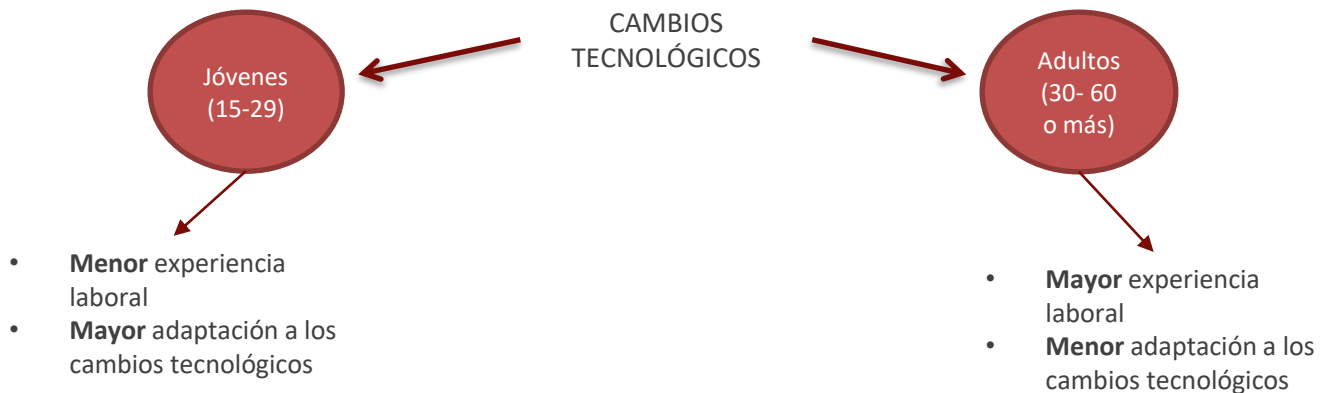 CAMBIOS
TECNOLÓGICOS
Jóvenes
(15-29)
Adultos
(30- 60
o más)
• Menor experiencia
laboral
• Mayor adaptación a los
cambios tecnológicos
• Mayor experiencia
laboral
• Menor adaptación a los
cambios tecnológicos